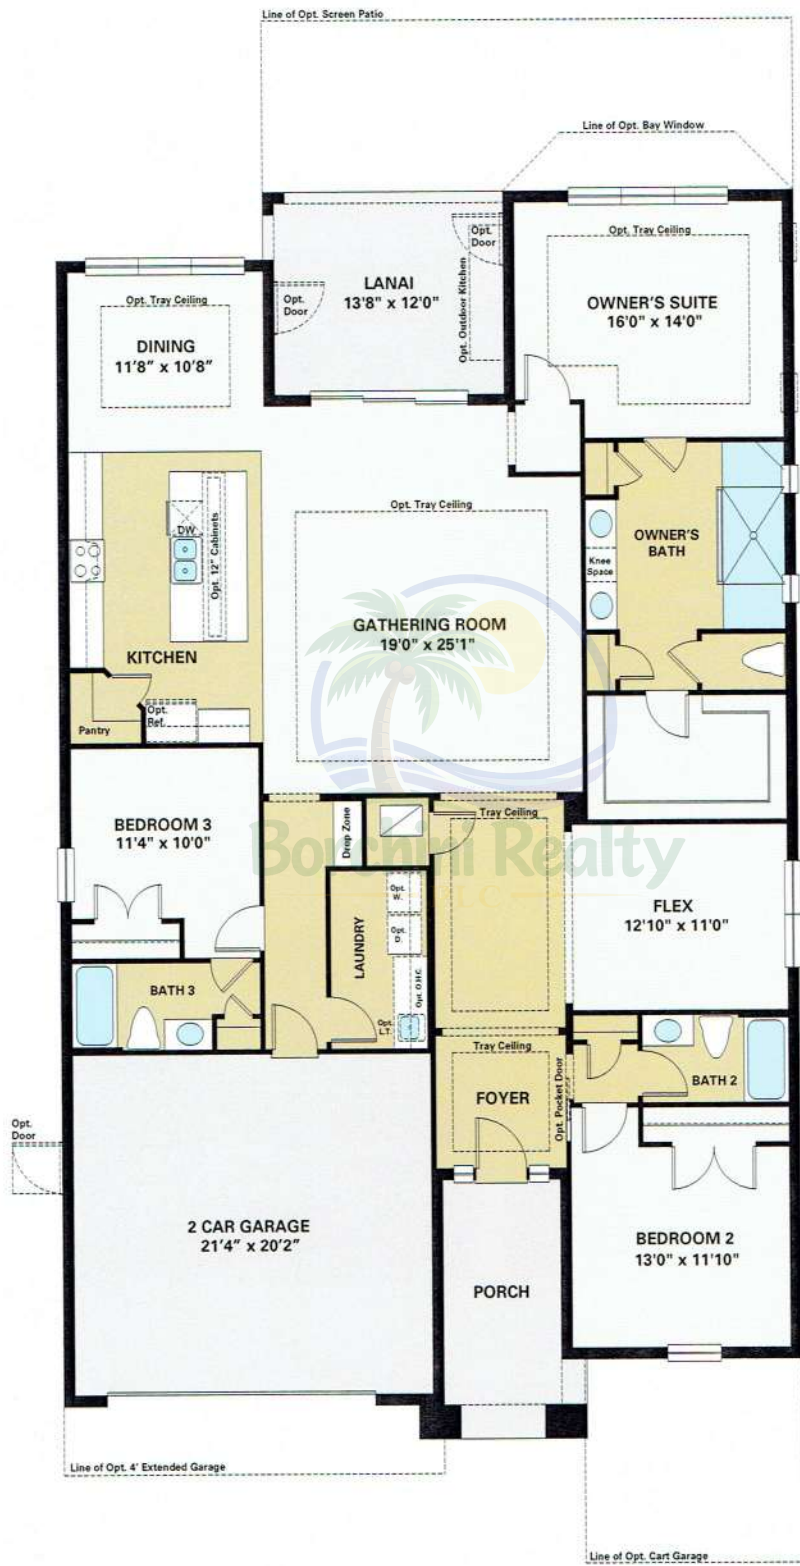 Line of Opt. Screen Patio
Line of Opt. Bay Window
Opt. Door
LANAI
13'8" x 12'0"
Opt. Door
Opt. Outdoor Kitchen
Opt. Tray Ceiling
OWNER'S SUITE
16'0" x 14'0"
Opt. Tray Ceiling
DINING
11'8" x 10'8"
Opt. Tray Ceiling
DW
Opt. 12" Cabinets
OWNER'S
BATH
Knee
Space
GATHERING ROOM
19'0" x 25'1"
KITCHEN
Opt.
Ref.
Pantry
BEDROOM 3
11'4" x 10'0"
Drop Zone
Tray Ceiling
Borchini Realty
LLC
Opt.
W.
Opt.
D.
LAUNDRY
Opt. O.H.C.
Opt.
L.T.
FLEX
12'10" x 11'0"
BATH 3
Tray Ceiling
FOYER
Opt. Pocket Door
BATH 2
Opt.
Door
2 CAR GARAGE
21'4" x 20'2"
BEDROOM 2
13'0" x 11'10"
PORCH
Line of Opt. 4' Extended Garage
Line of Opt. Cart Garage